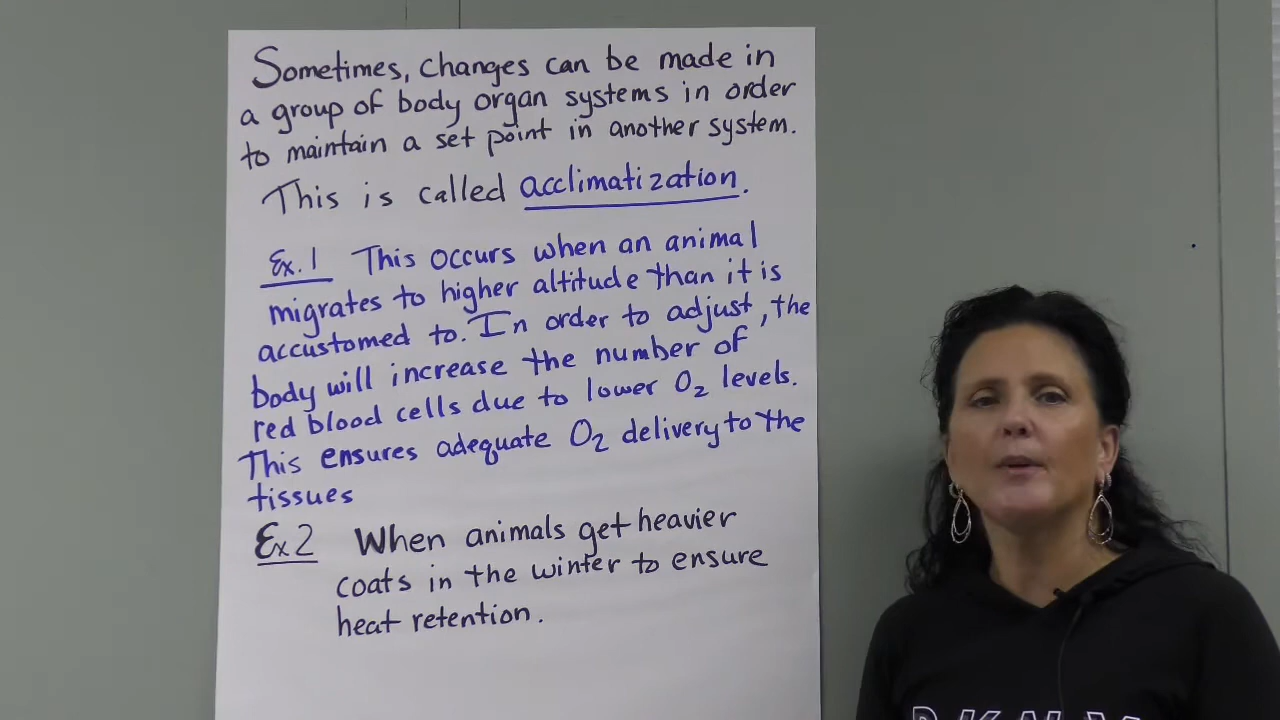 Sometimes, changes can be made in
a group of body organ systems in order
to maintain a set point in another system.
This is called acclimatization.
Ex.1 This occurs when an animal
migrates to higher altitude than it is
accustomed to. In order to adjust, the
body will increase the number of
red blood cells due to lower O₂ levels.
This ensures adequate O₂ delivery to the
tissues
Ex2 When animals get heavier
coats in the winter to ensure
heat retention.